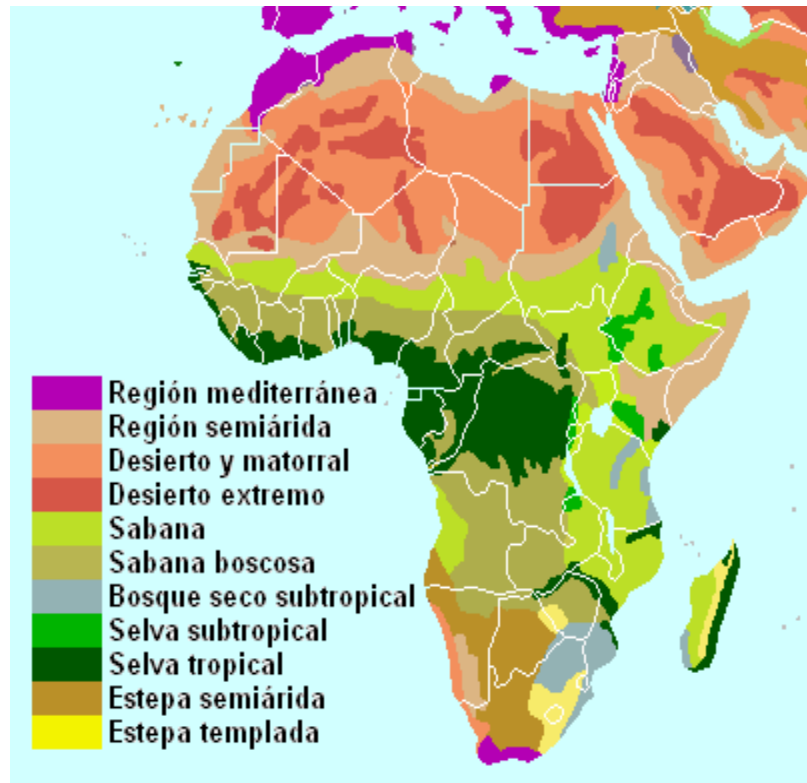 Región mediterránea
Región semiárida
Desierto y matorral
Desierto extremo
Sabana
Sabana boscosa
Bosque seco subtropical
Selva subtropical
Selva tropical
Estepa semiárida
Estepa templada